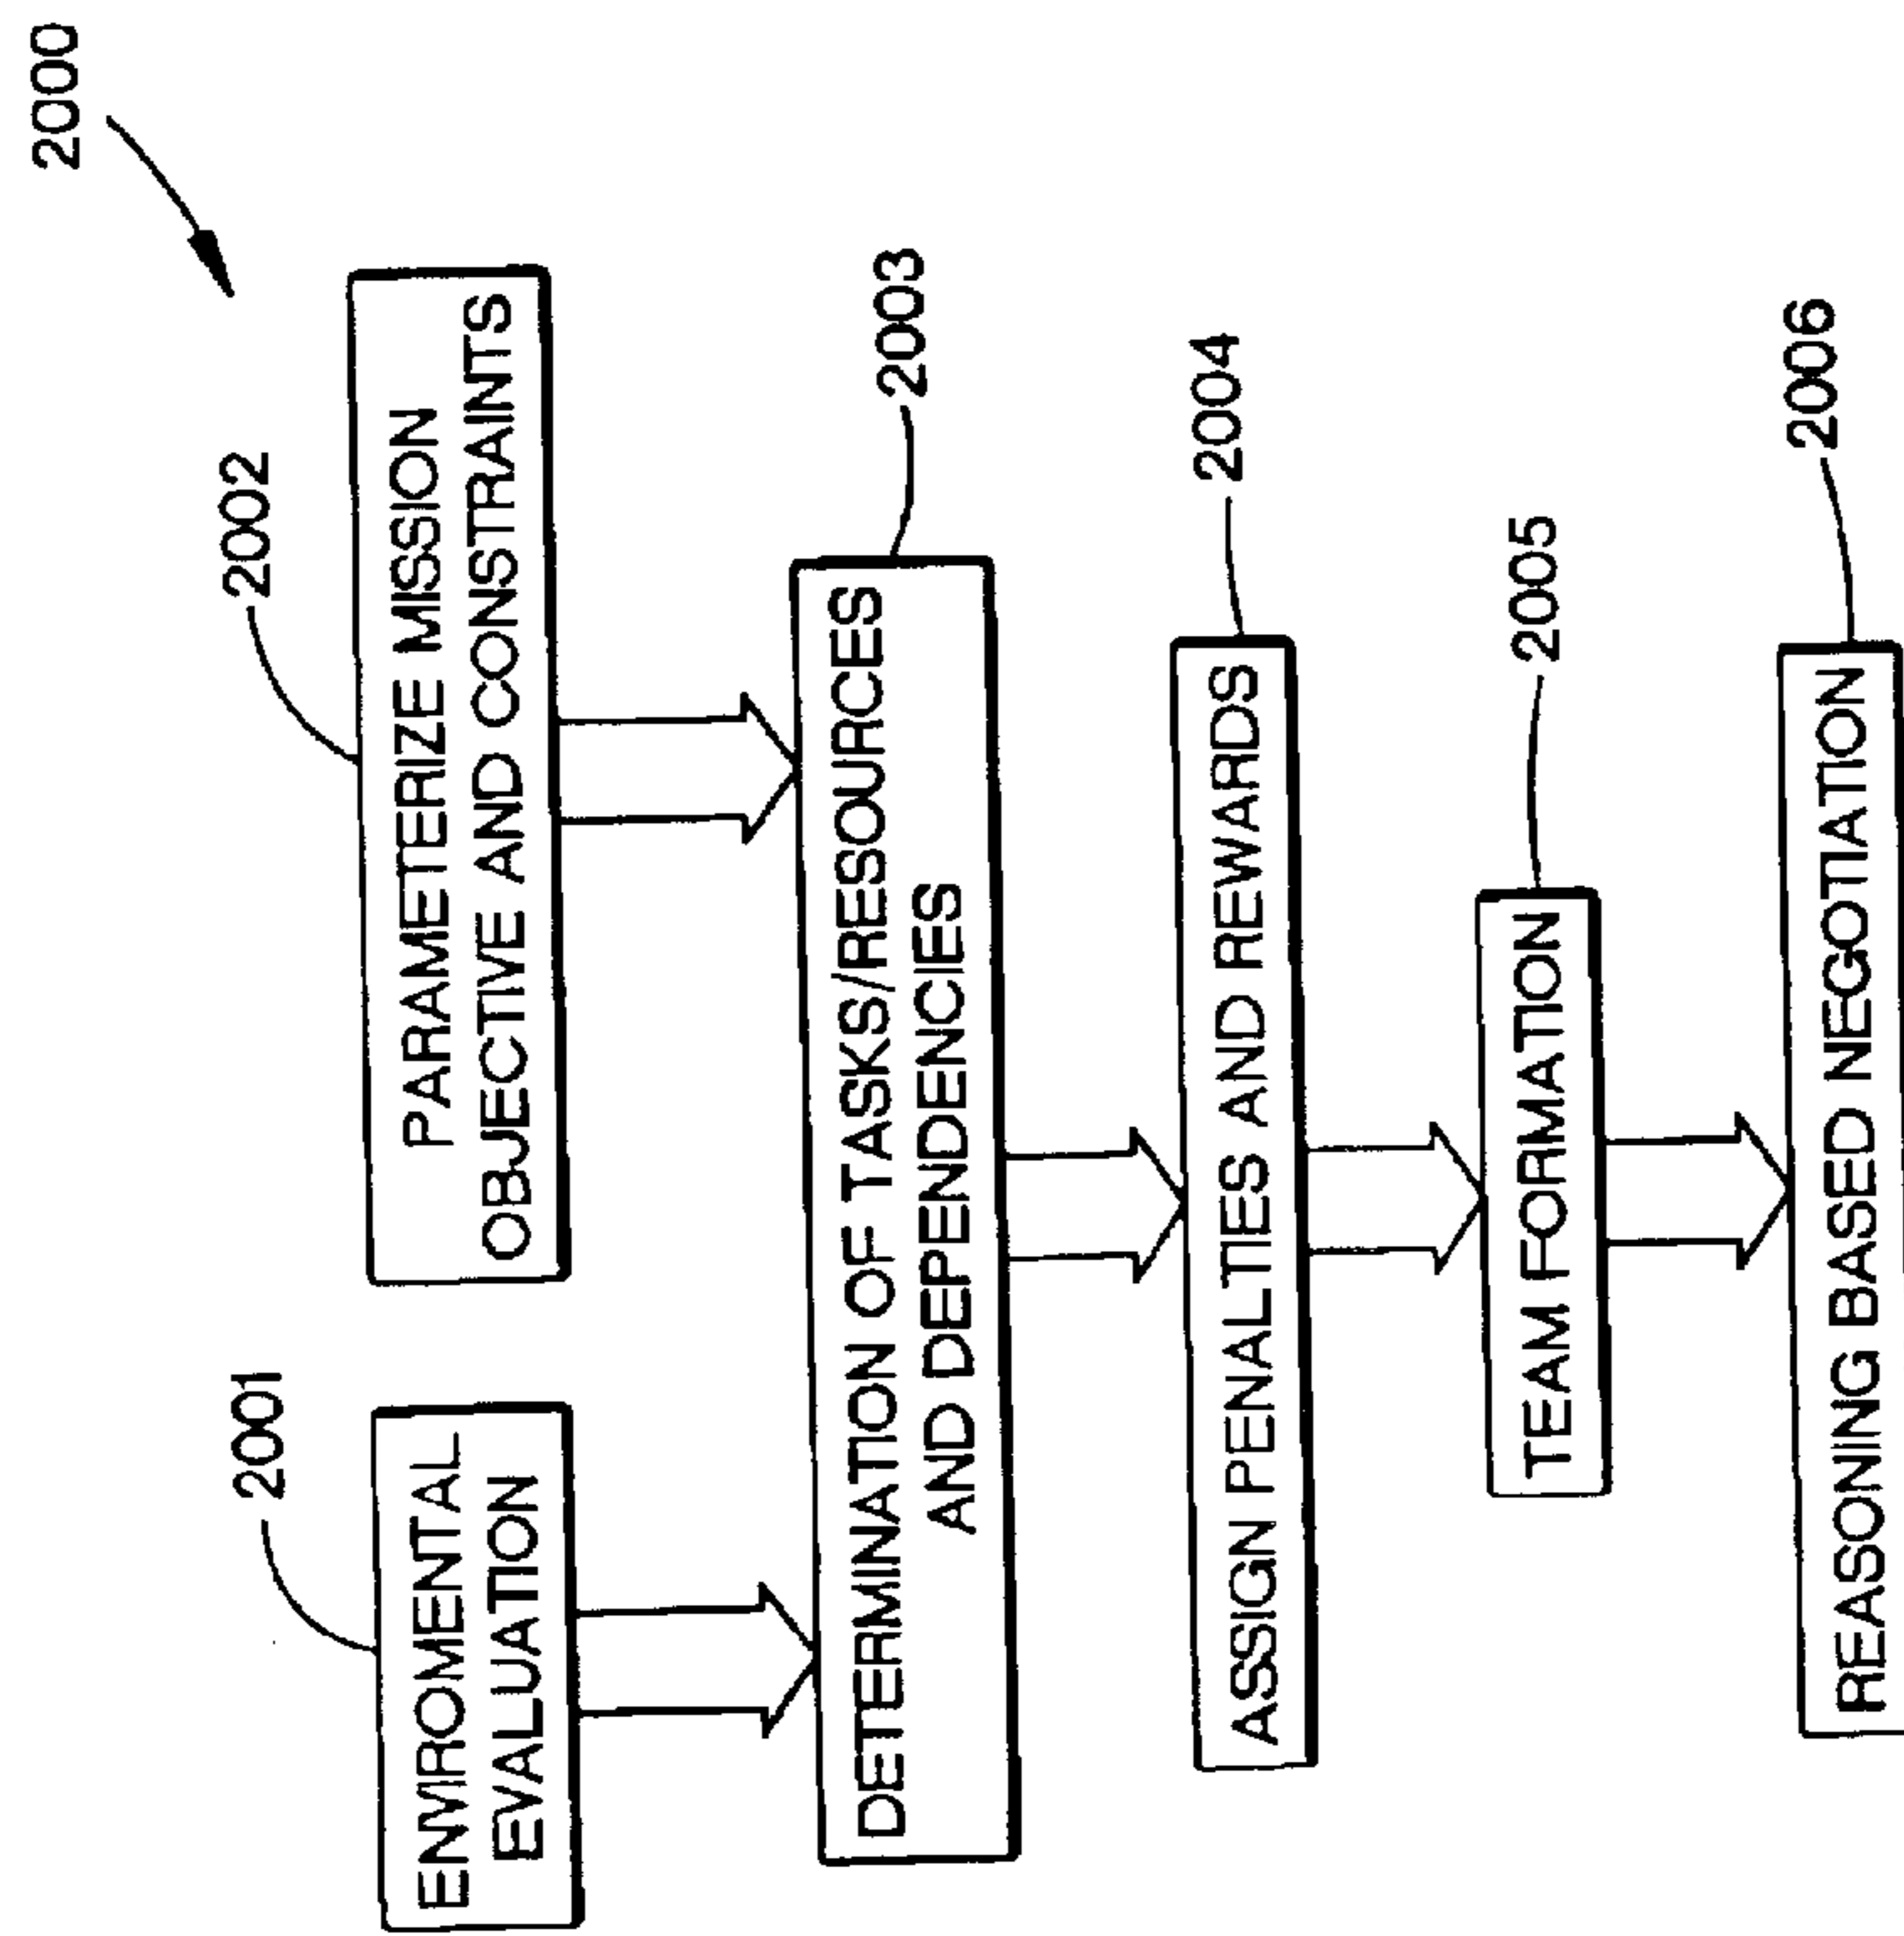 2000
2001
2002
ENVIROMENTAL
EVALUATION
PARAMETERIZE MISSION
OBJECTIVE AND CONSTRAINTS
2003
DETERMINATION OF TASKS/RESOURCES
AND DEPENDENCIES
2004
ASSIGN PENALTIES AND REWARDS
2005
TEAM FORMATION
2006
REASONING BASED NEGOTIATION